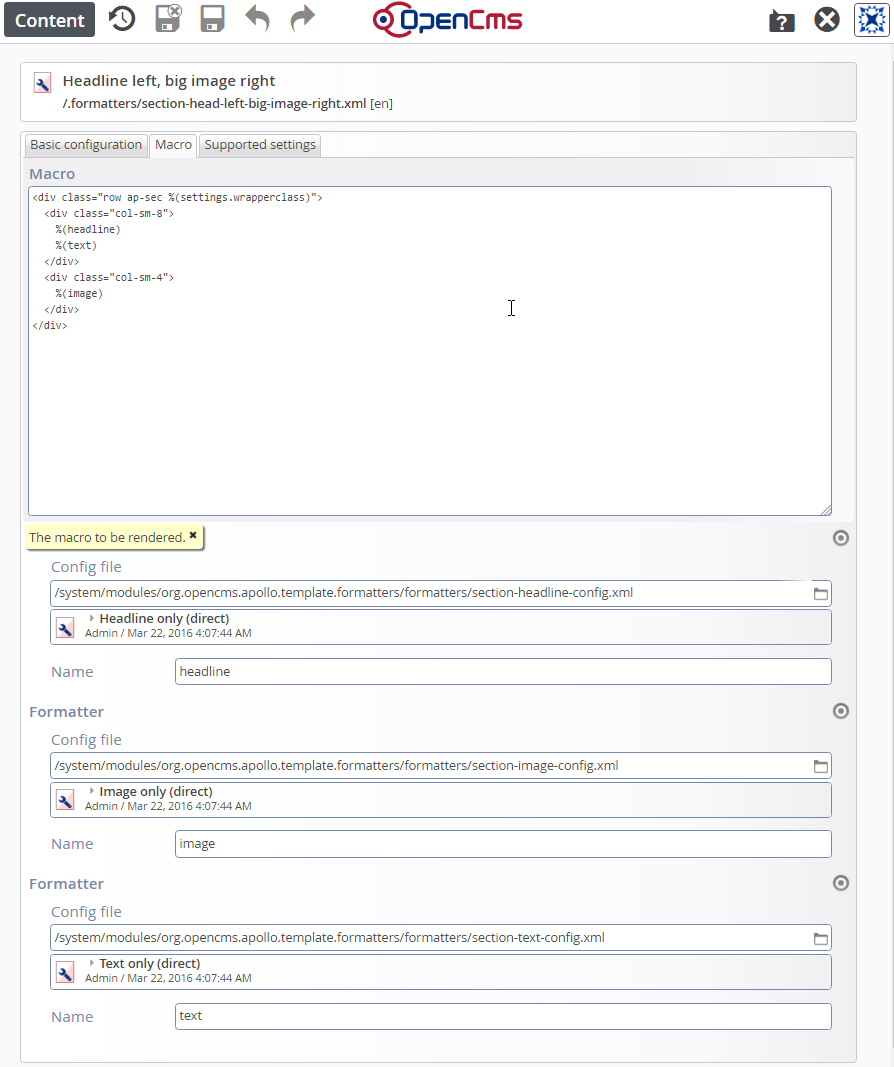 Content
OpenCms
?
Headline left, big image right
/.formatters/section-head-left-big-image-right.xml [en]
Basic configuration Macro Supported settings
Macro
<div class="row ap-sec %(settings.wrapperclass)">
  <div class="col-sm-8">
    %(headline)
    %(text)
  </div>
  <div class="col-sm-4">
    %(image)
  </div>
</div>
The macro to be rendered. ✖
Config file
/system/modules/org.opencms.apollo.template.formatters/formatters/section-headline-config.xml
Headline only (direct)
Admin / Mar 22, 2016 4:07:44 AM
Name headline
Formatter
Config file
/system/modules/org.opencms.apollo.template.formatters/formatters/section-image-config.xml
Image only (direct)
Admin / Mar 22, 2016 4:07:44 AM
Name image
Formatter
Config file
/system/modules/org.opencms.apollo.template.formatters/formatters/section-text-config.xml
Text only (direct)
Admin / Mar 22, 2016 4:07:44 AM
Name text